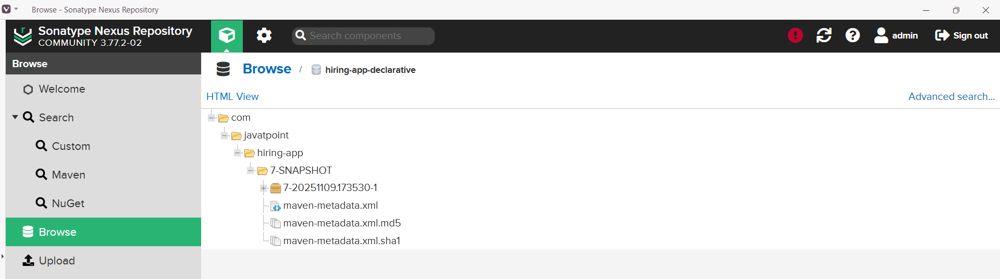 Browse - Sonatype Nexus Repository
Sonatype Nexus Repository
COMMUNITY 3.77.2-02
Search components
admin
Sign out
Browse
Welcome
Search
Custom
Maven
NuGet
Browse
Upload
Browse / hiring-app-declarative
HTML View
Advanced search...
com
javatpoint
hiring-app
7-SNAPSHOT
7-20251109.173530-1
maven-metadata.xml
maven-metadata.xml.md5
maven-metadata.xml.sha1